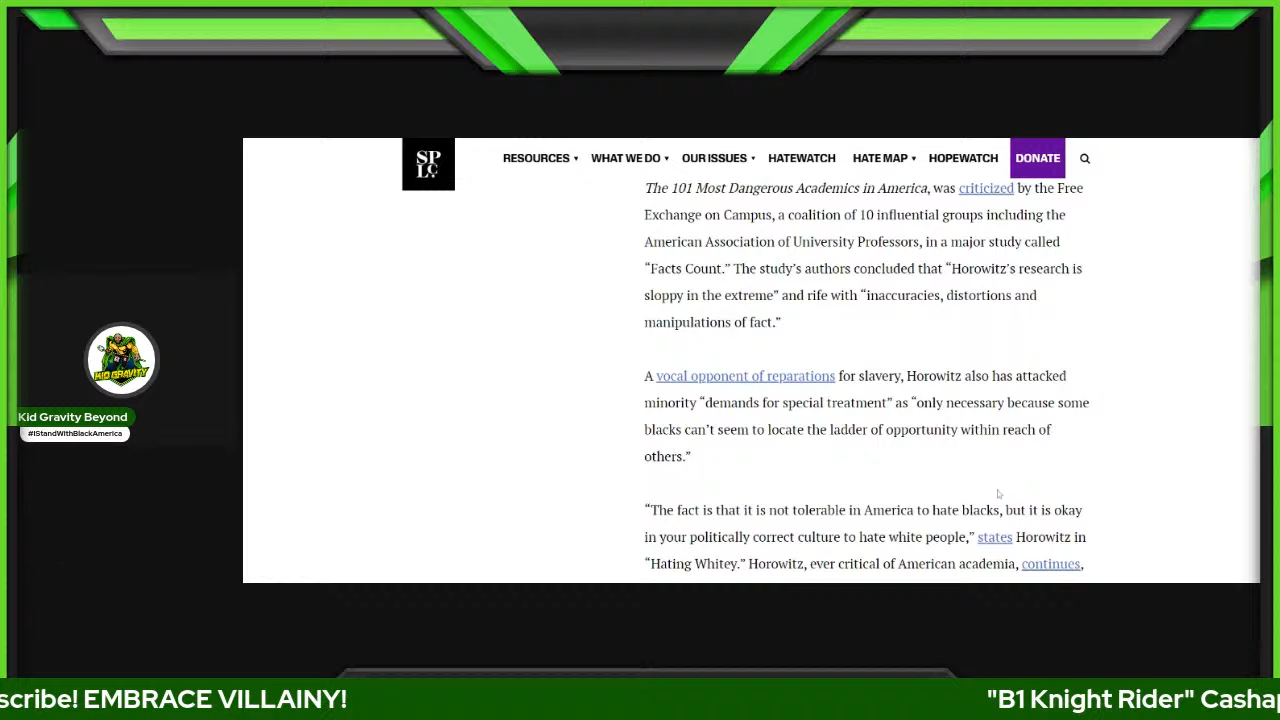 SP
LC
RESOURCES ▾ WHAT WE DO ▾ OUR ISSUES ▾ HATEWATCH HATE MAP ▾ HOPEWATCH DONATE
The 101 Most Dangerous Academics in America, was criticized by the Free
Exchange on Campus, a coalition of 10 influential groups including the
American Association of University Professors, in a major study called
“Facts Count.” The study’s authors concluded that “Horowitz’s research is
sloppy in the extreme” and rife with “inaccuracies, distortions and
manipulations of fact.”
A vocal opponent of reparations for slavery, Horowitz also has attacked
minority “demands for special treatment” as “only necessary because some
blacks can’t seem to locate the ladder of opportunity within reach of
others.”
“The fact is that it is not tolerable in America to hate blacks, but it is okay
in your politically correct culture to hate white people,” states Horowitz in
“Hating Whitey.” Horowitz, ever critical of American academia, continues,
KID GRAVITY
Kid Gravity Beyond
#IStandWithBlackAmerica
scribe! EMBRACE VILLAINY! "B1 Knight Rider" Cashap